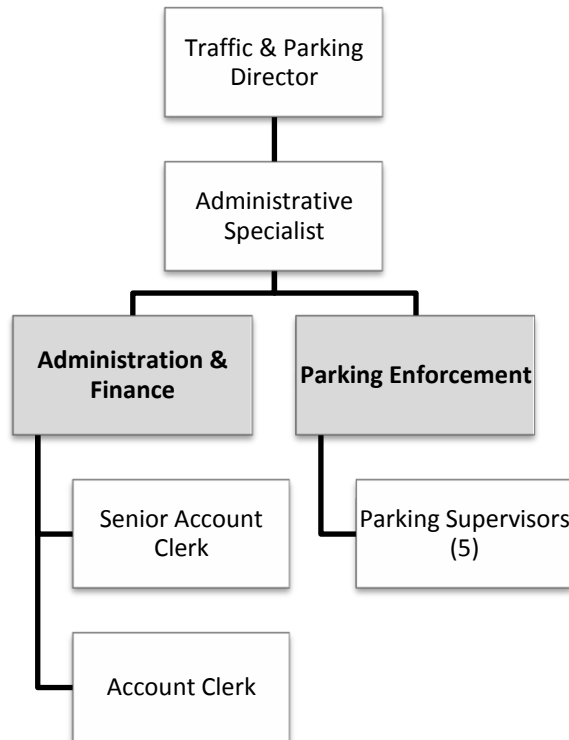 Traffic & Parking
Director
Administrative
Specialist
Administration &
Finance
Parking Enforcement
Senior Account
Clerk
Parking Supervisors
(5)
Account Clerk